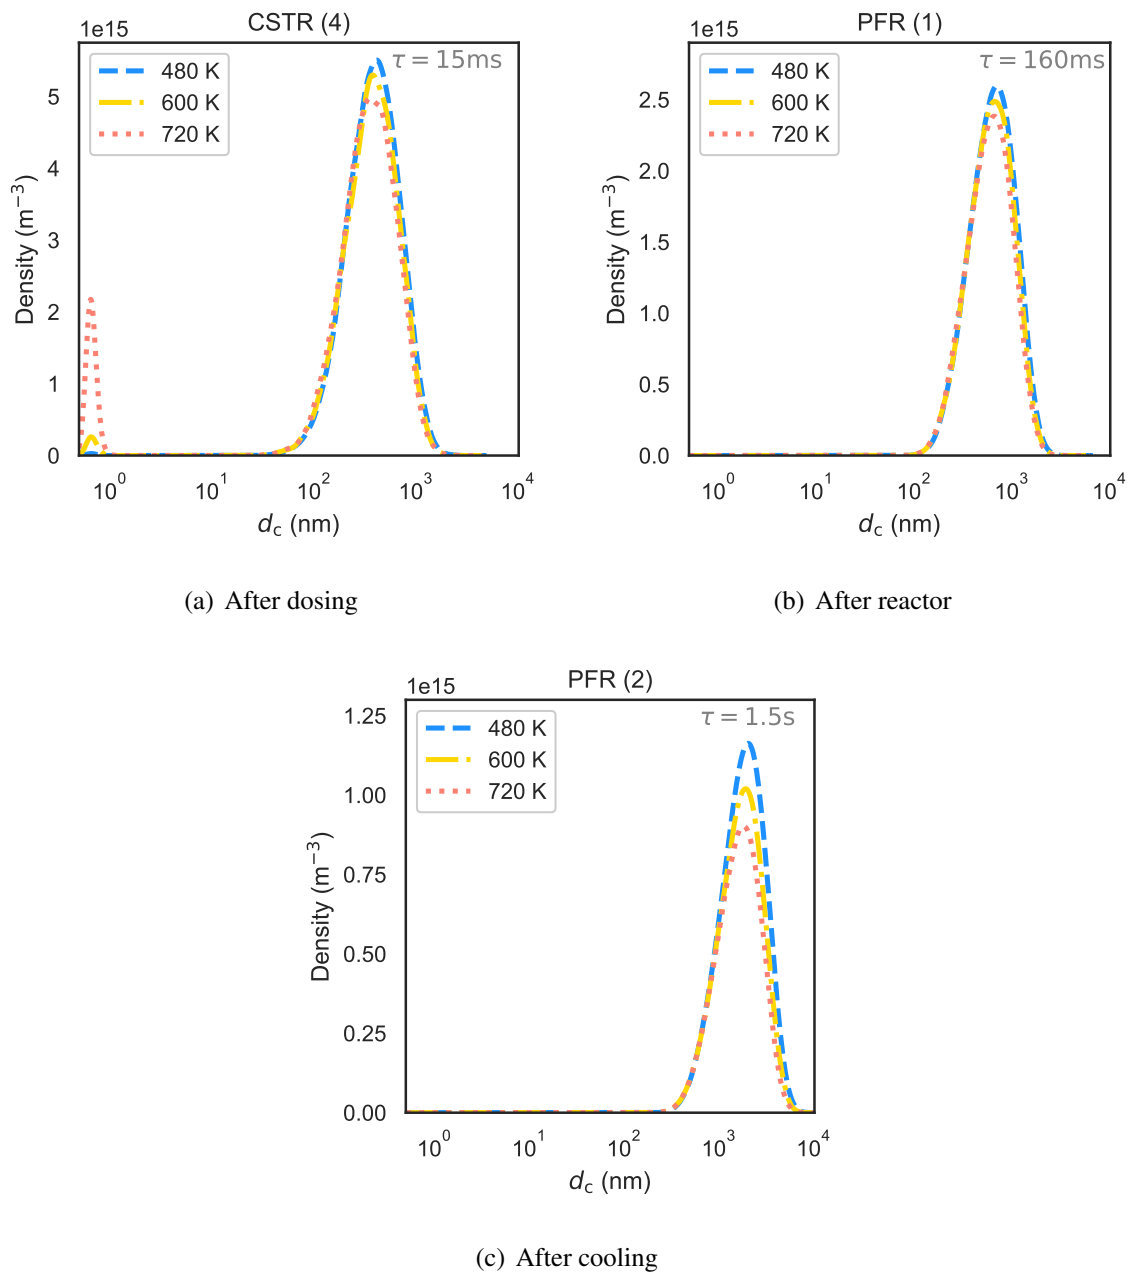 CSTR (4)
1e15
τ = 15ms
480 K
600 K
720 K
Density (m⁻³)
5
4
3
2
1
0
10⁰ 10¹ 10² 10³ 10⁴
d_c (nm)
(a) After dosing
PFR (1)
1e15
τ = 160ms
480 K
600 K
720 K
Density (m⁻³)
2.5
2.0
1.5
1.0
0.5
0.0
10⁰ 10¹ 10² 10³ 10⁴
d_c (nm)
(b) After reactor
PFR (2)
1e15
τ = 1.5s
480 K
600 K
720 K
Density (m⁻³)
1.25
1.00
0.75
0.50
0.25
0.00
10⁰ 10¹ 10² 10³ 10⁴
d_c (nm)
(c) After cooling